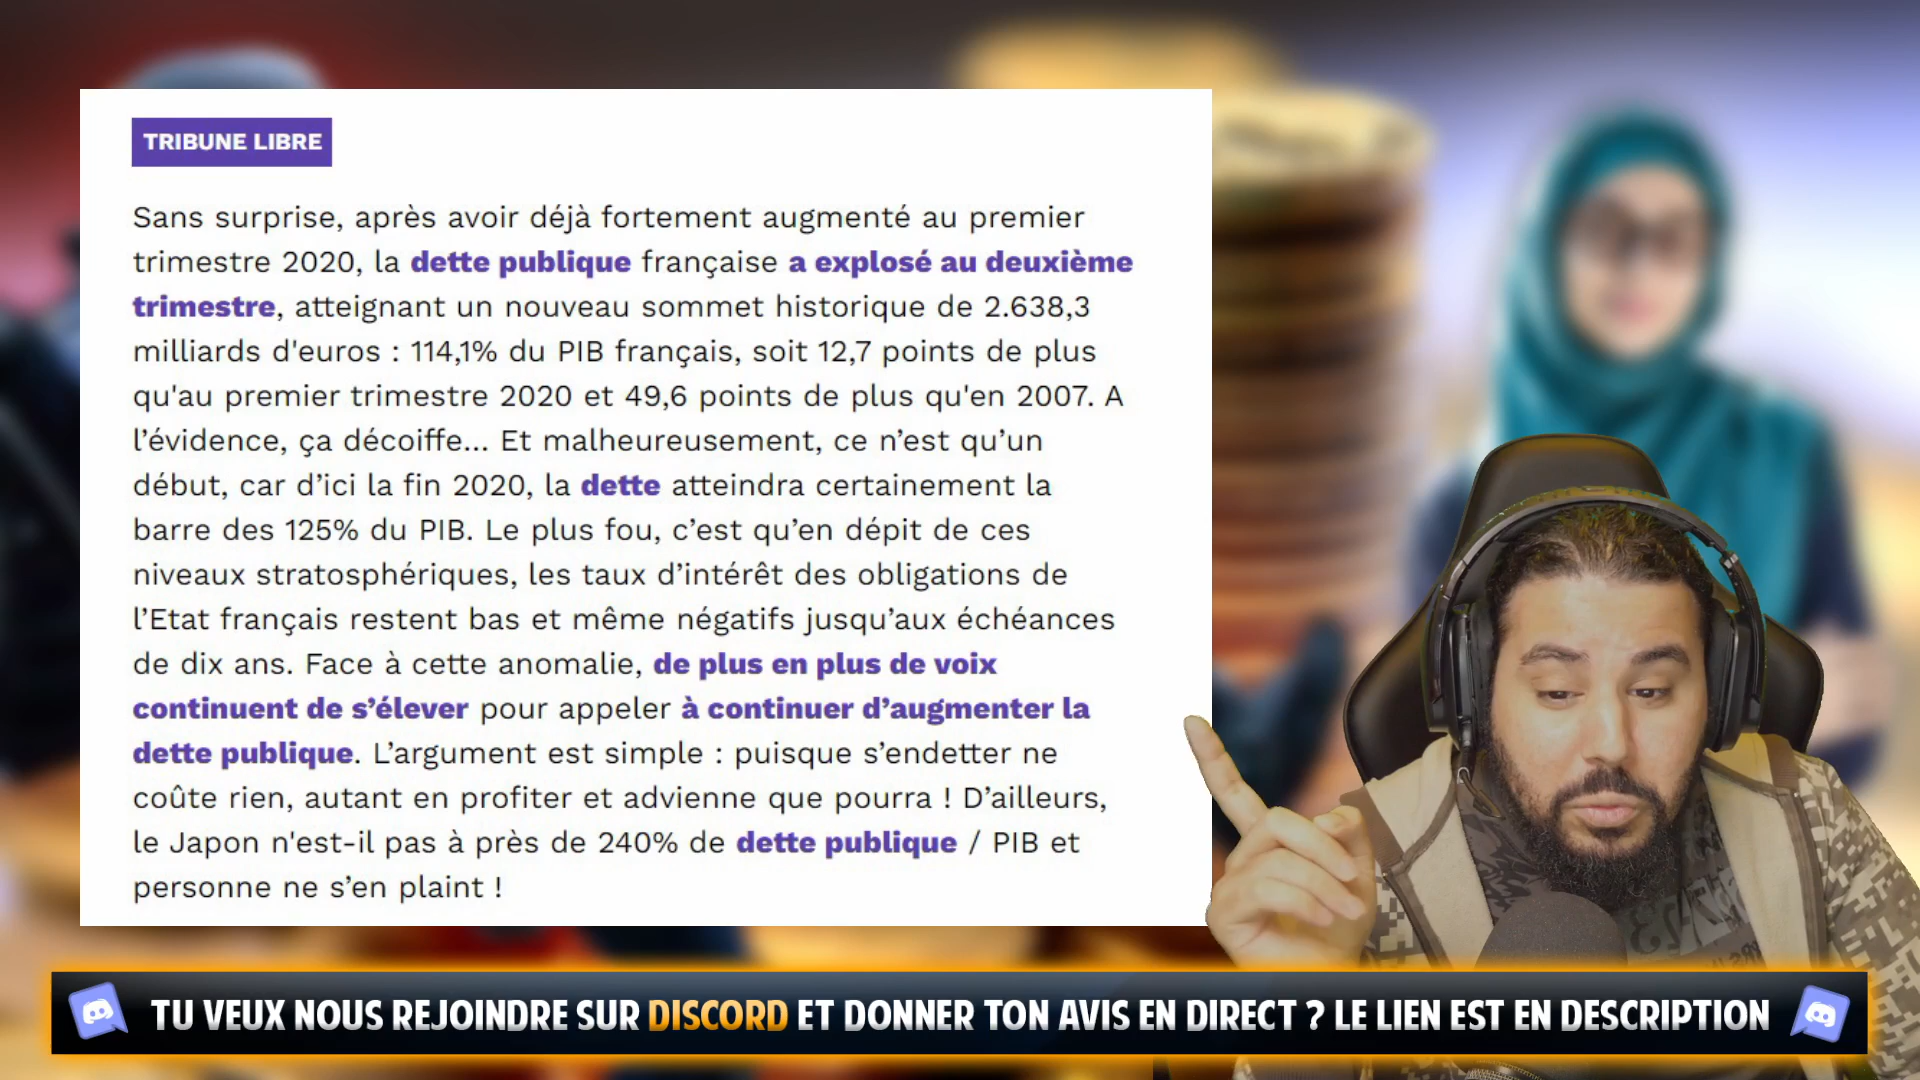 TRIBUNE LIBRE
Sans surprise, après avoir déjà fortement augmenté au premier
trimestre 2020, la dette publique française a explosé au deuxième
trimestre, atteignant un nouveau sommet historique de 2.638,3
milliards d'euros : 114,1% du PIB français, soit 12,7 points de plus
qu'au premier trimestre 2020 et 49,6 points de plus qu'en 2007. A
l’évidence, ça décoiffe... Et malheureusement, ce n’est qu’un
début, car d’ici la fin 2020, la dette atteindra certainement la
barre des 125% du PIB. Le plus fou, c’est qu’en dépit de ces
niveaux stratosphériques, les taux d’intérêt des obligations de
l’Etat français restent bas et même négatifs jusqu’aux échéances
de dix ans. Face à cette anomalie, de plus en plus de voix
continuent de s’élever pour appeler à continuer d’augmenter la
dette publique. L’argument est simple : puisque s’endetter ne
coûte rien, autant en profiter et advienne que pourra ! D’ailleurs,
le Japon n'est-il pas à près de 240% de dette publique / PIB et
personne ne s’en plaint !
TU VEUX NOUS REJOINDRE SUR DISCORD ET DONNER TON AVIS EN DIRECT ? LE LIEN EST EN DESCRIPTION